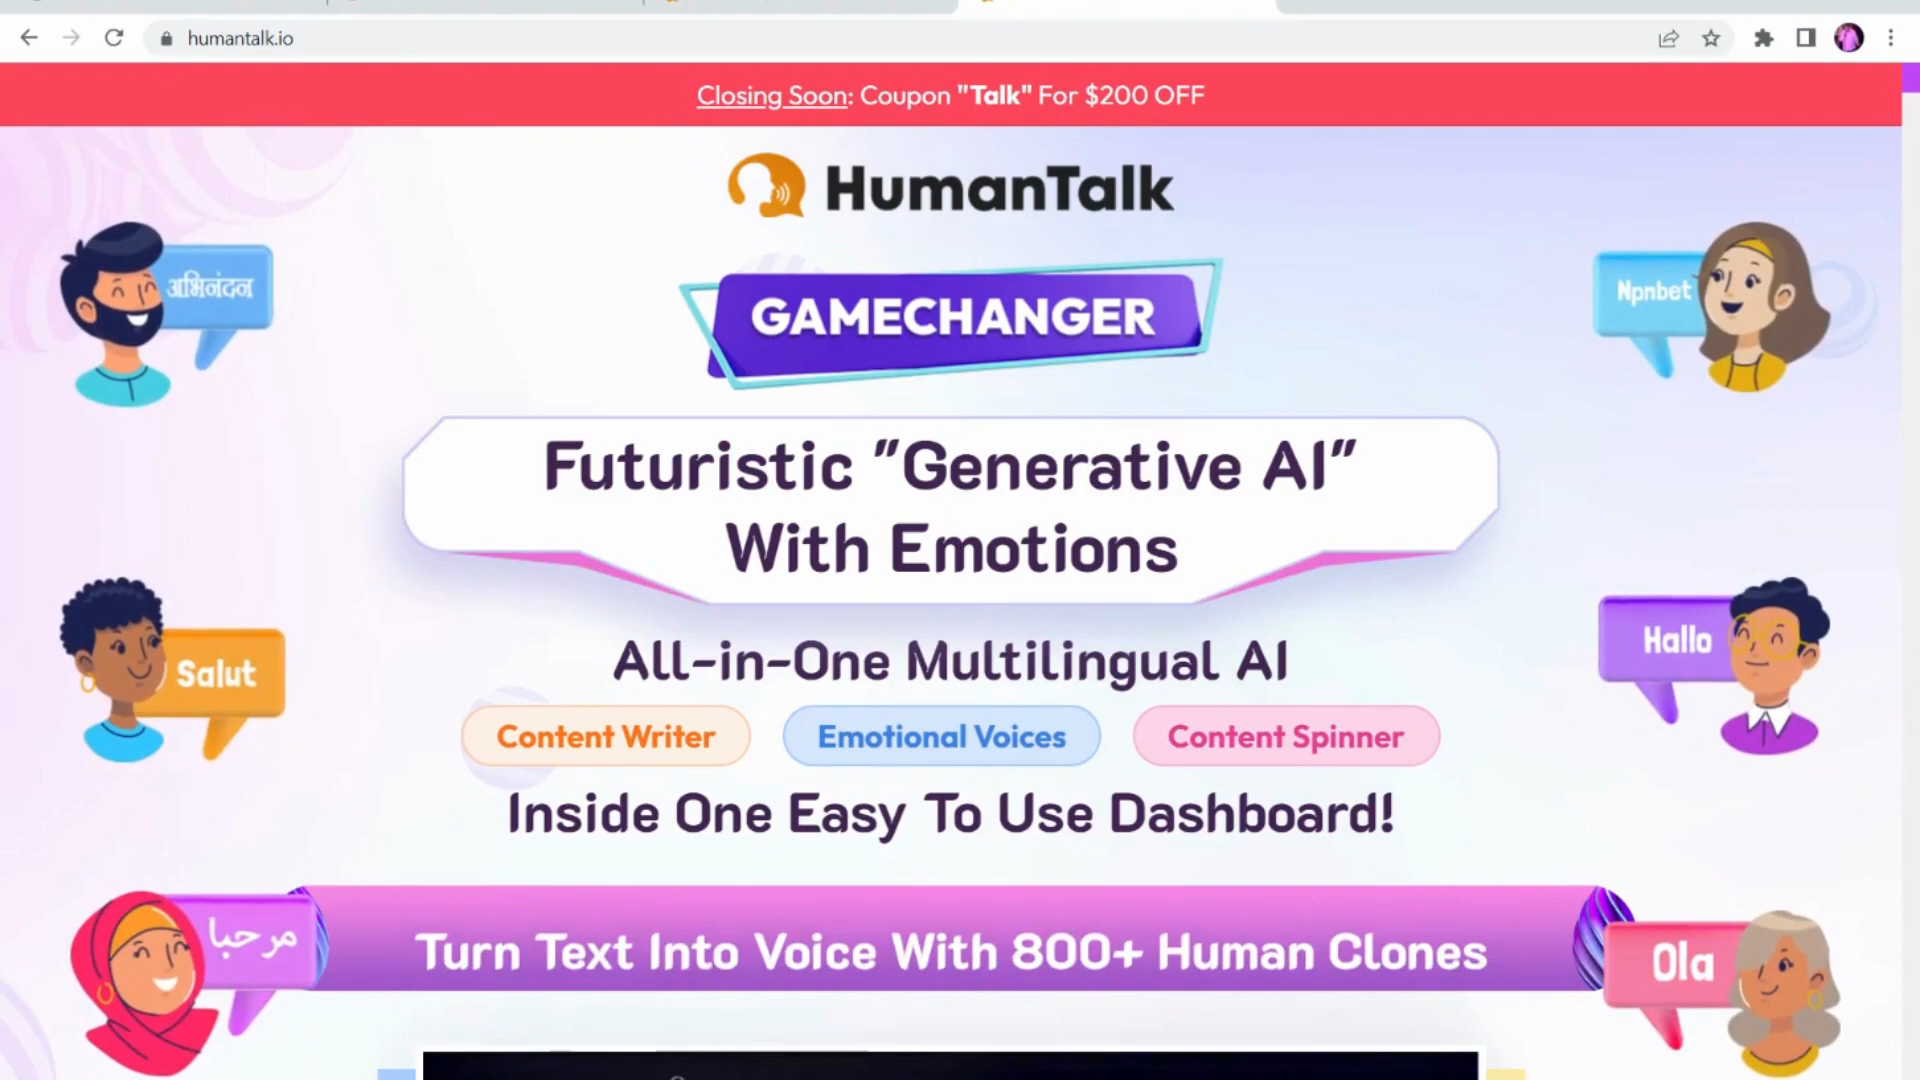 humantalk.io
Closing Soon: Coupon "Talk" For $200 OFF
HumanTalk
GAMECHANGER
अभिनंदन
Npnbet
Futuristic "Generative AI"
With Emotions
Salut
Hallo
All-in-One Multilingual AI
Content Writer Emotional Voices Content Spinner
Inside One Easy To Use Dashboard!
مرحبا
Turn Text Into Voice With 800+ Human Clones
Ola